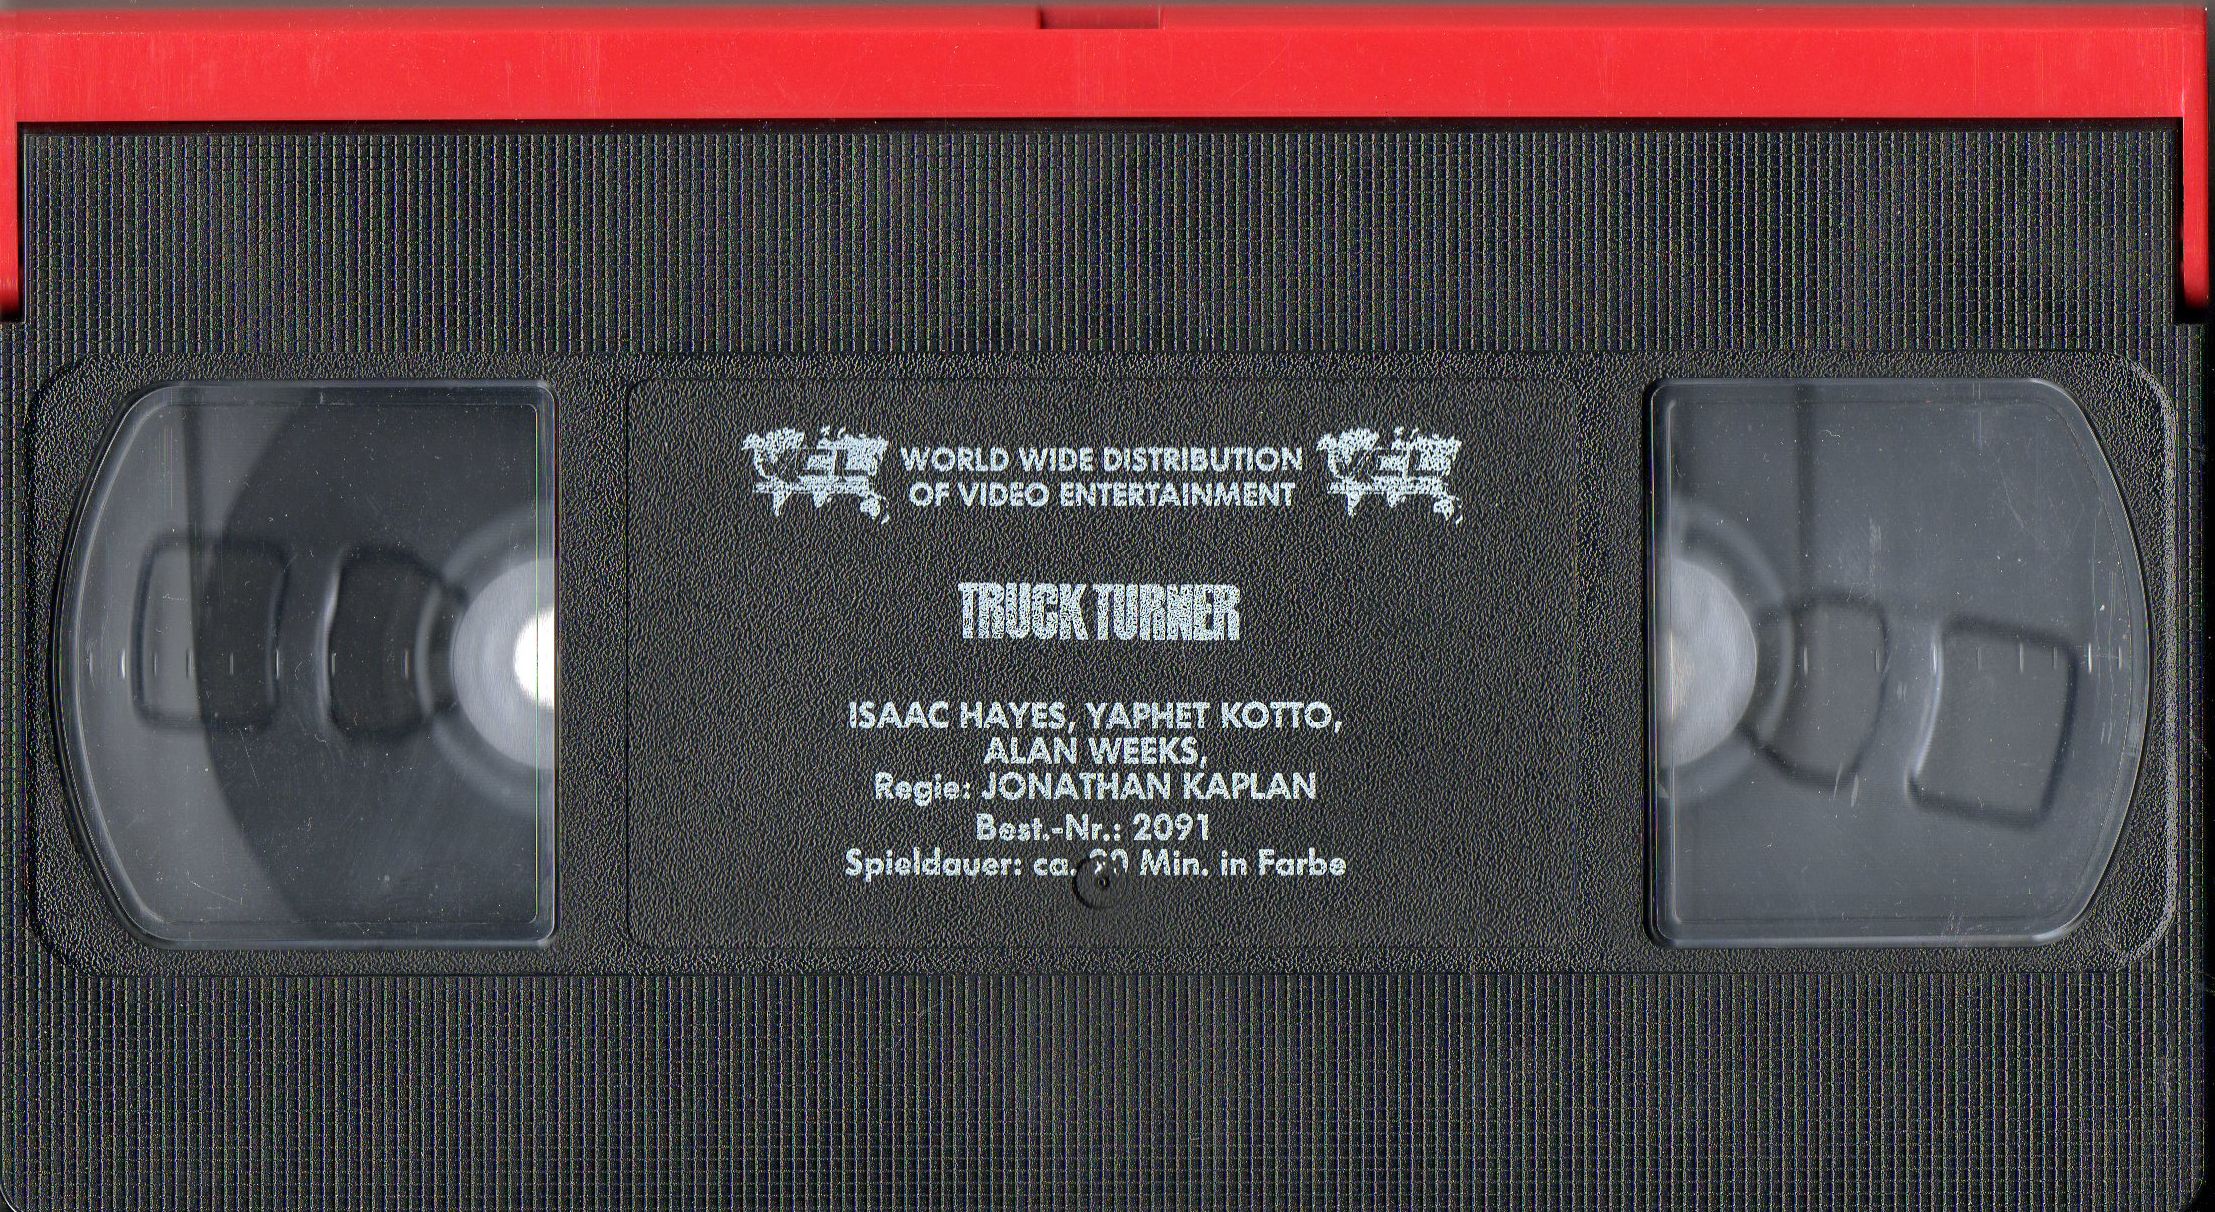 WORLD WIDE DISTRIBUTION
OF VIDEO ENTERTAINMENT
TRUCK TURNER
ISAAC HAYES, YAPHET KOTTO,
ALAN WEEKS,
Regie: JONATHAN KAPLAN
Best.-Nr.: 2091
Spieldauer: ca. 90 Min. in Farbe